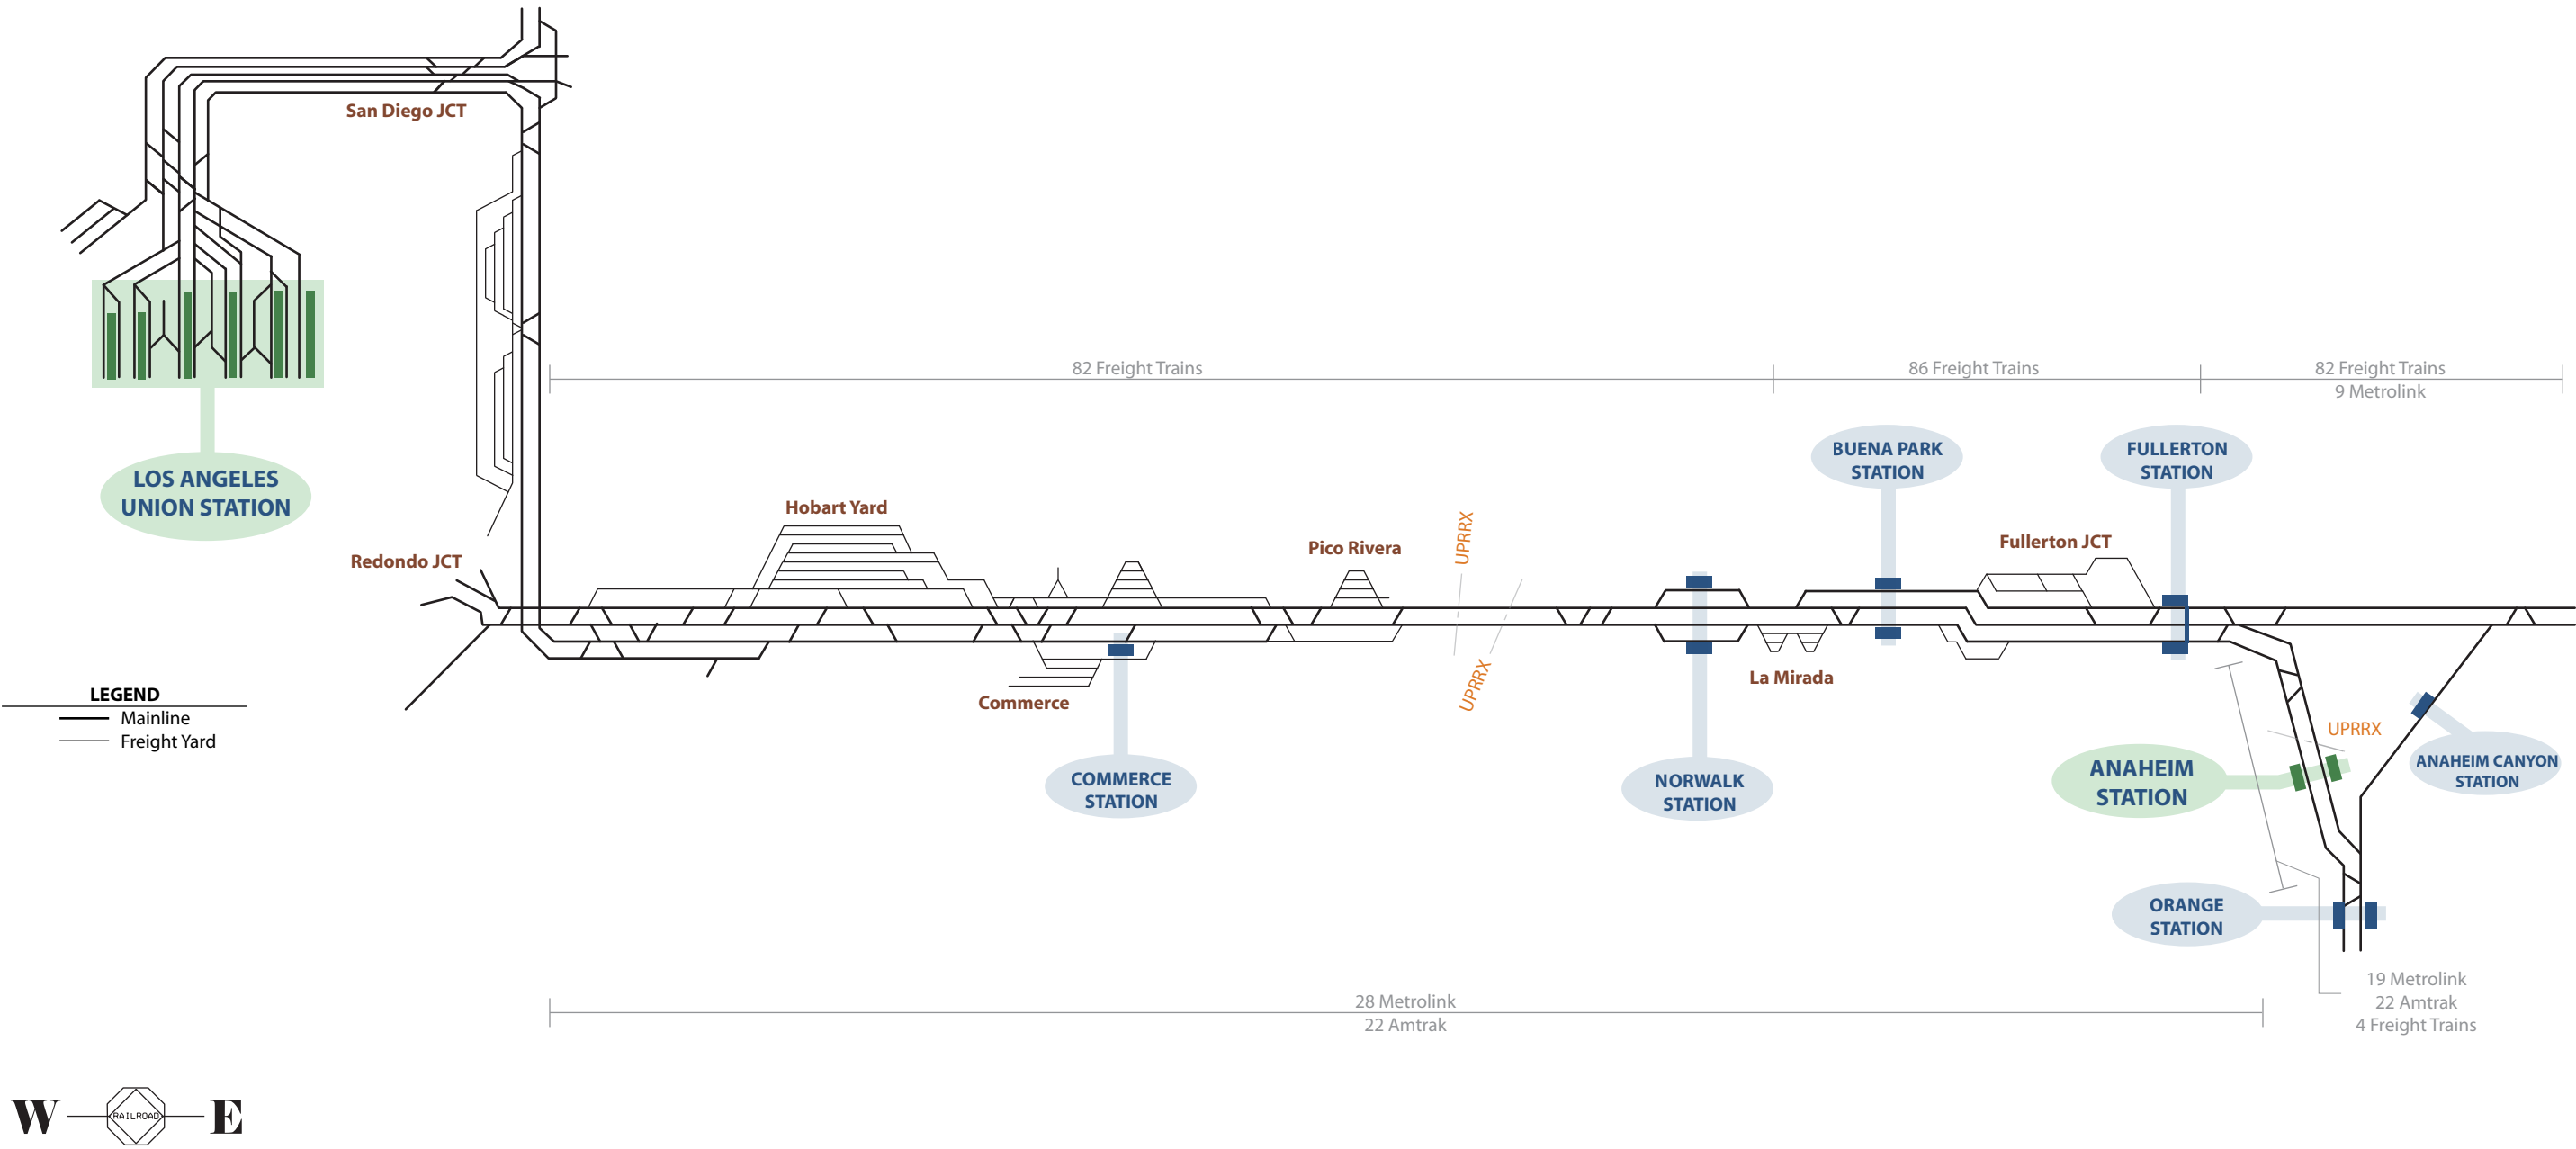 San Diego JCT
82 Freight Trains
86 Freight Trains
82 Freight Trains
9 Metrolink
LOS ANGELES
UNION STATION
BUENA PARK
STATION
FULLERTON
STATION
Hobart Yard
Redondo JCT
Pico Rivera
UPRRX
Fullerton JCT
UPRRX
La Mirada
Commerce
LEGEND
Mainline
Freight Yard
COMMERCE
STATION
NORWALK
STATION
UPRRX
ANAHEIM
STATION
ANAHEIM CANYON
STATION
ORANGE
STATION
19 Metrolink
22 Amtrak
4 Freight Trains
28 Metrolink
22 Amtrak
W RAILROAD E